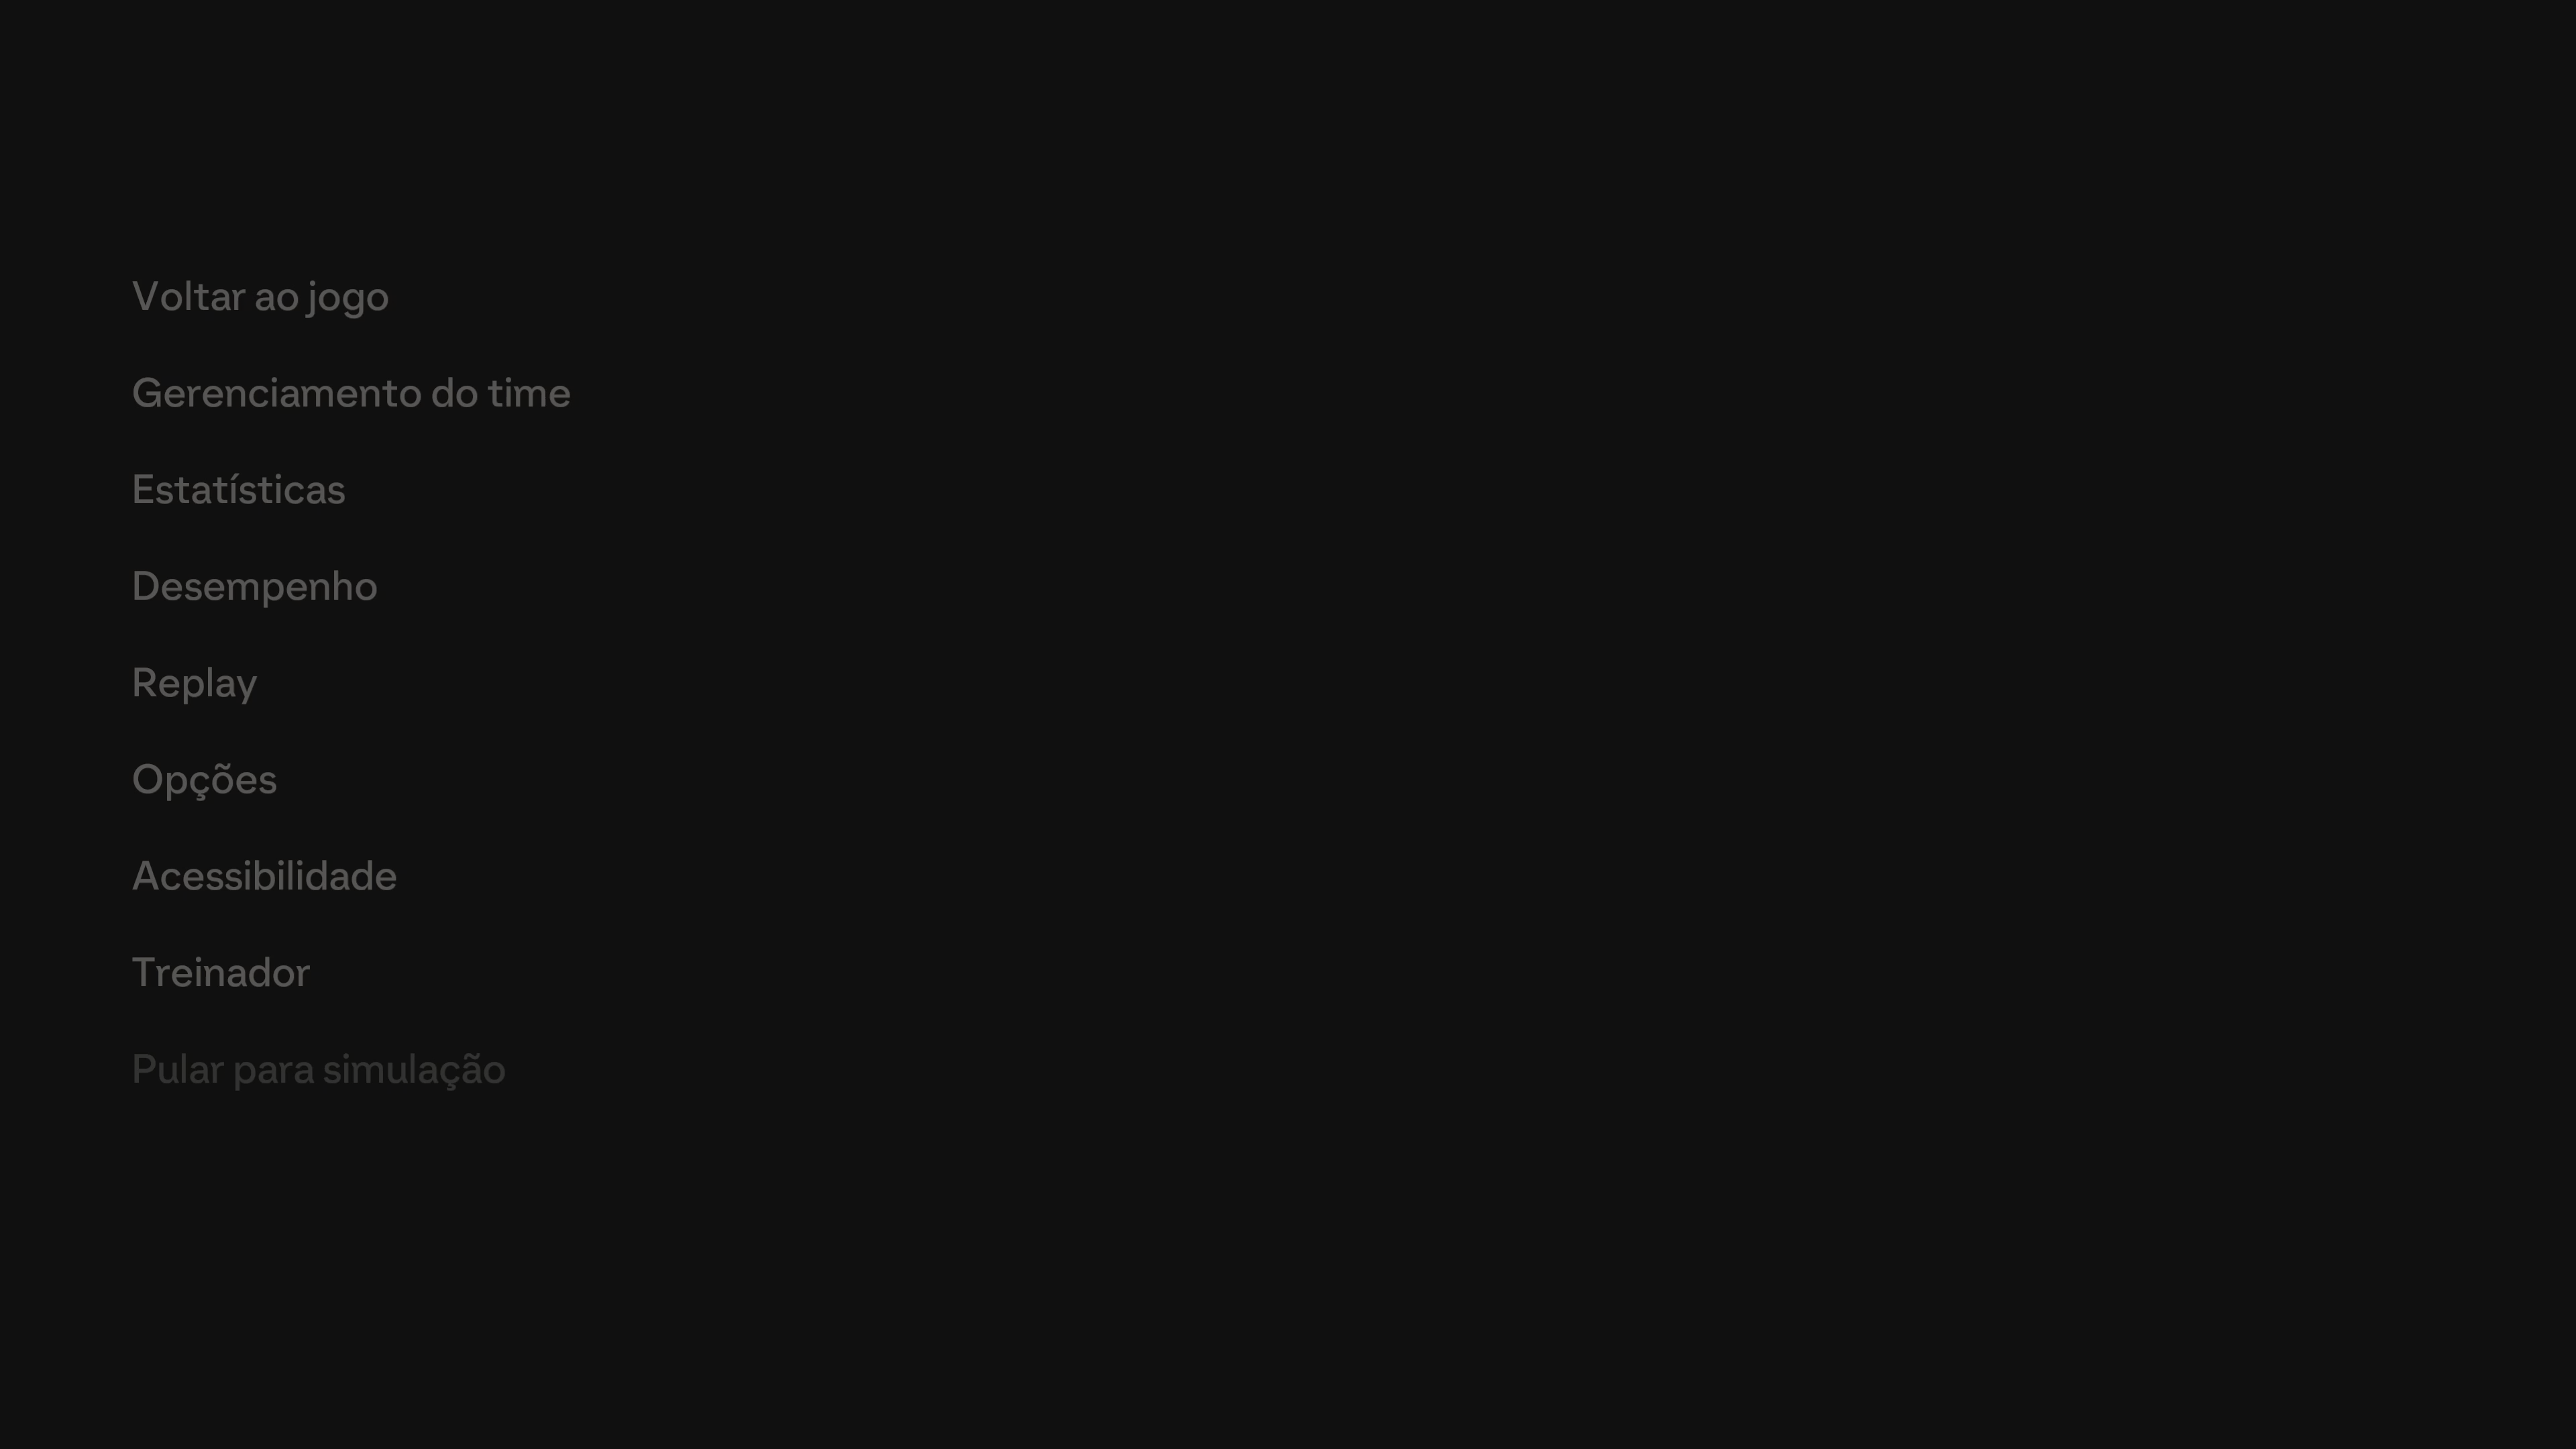 Voltar ao jogo
Gerenciamento do time
Estatísticas
Desempenho
Replay
Opções
Acessibilidade
Treinador
Pular para simulação